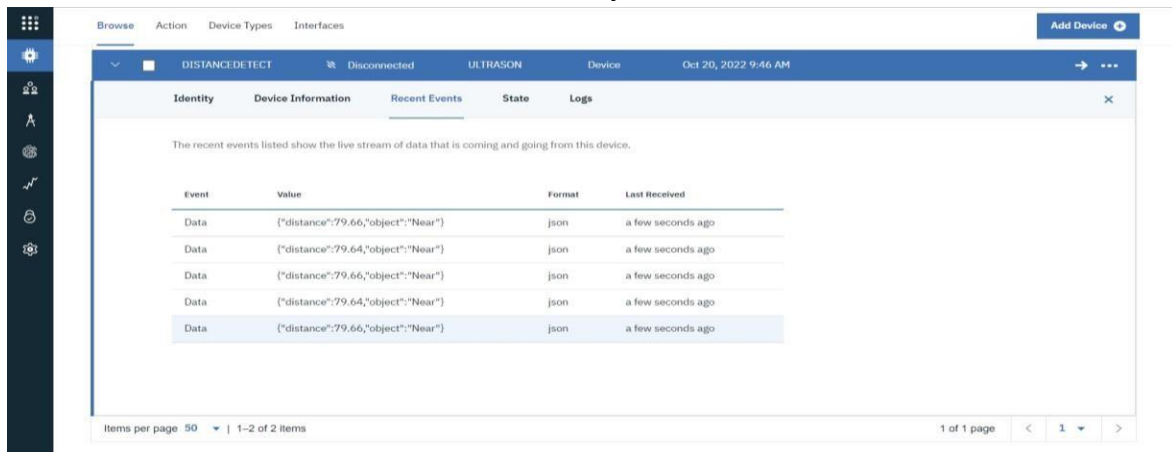 Browse Action Device Types Interfaces Add Device
DISTANCEDETECT Disconnected ULTRASON Device Oct 20, 2022 9:46 AM
Identity Device Information Recent Events State Logs
The recent events listed show the live stream of data that is coming and going from this device.
Event Value Format Last Received
Data {"distance":79.66,"object":"Near"} json a few seconds ago
Data {"distance":79.64,"object":"Near"} json a few seconds ago
Data {"distance":79.66,"object":"Near"} json a few seconds ago
Data {"distance":79.64,"object":"Near"} json a few seconds ago
Data {"distance":79.66,"object":"Near"} json a few seconds ago
Items per page 50 | 1–2 of 2 items 1 of 1 page < 1 >